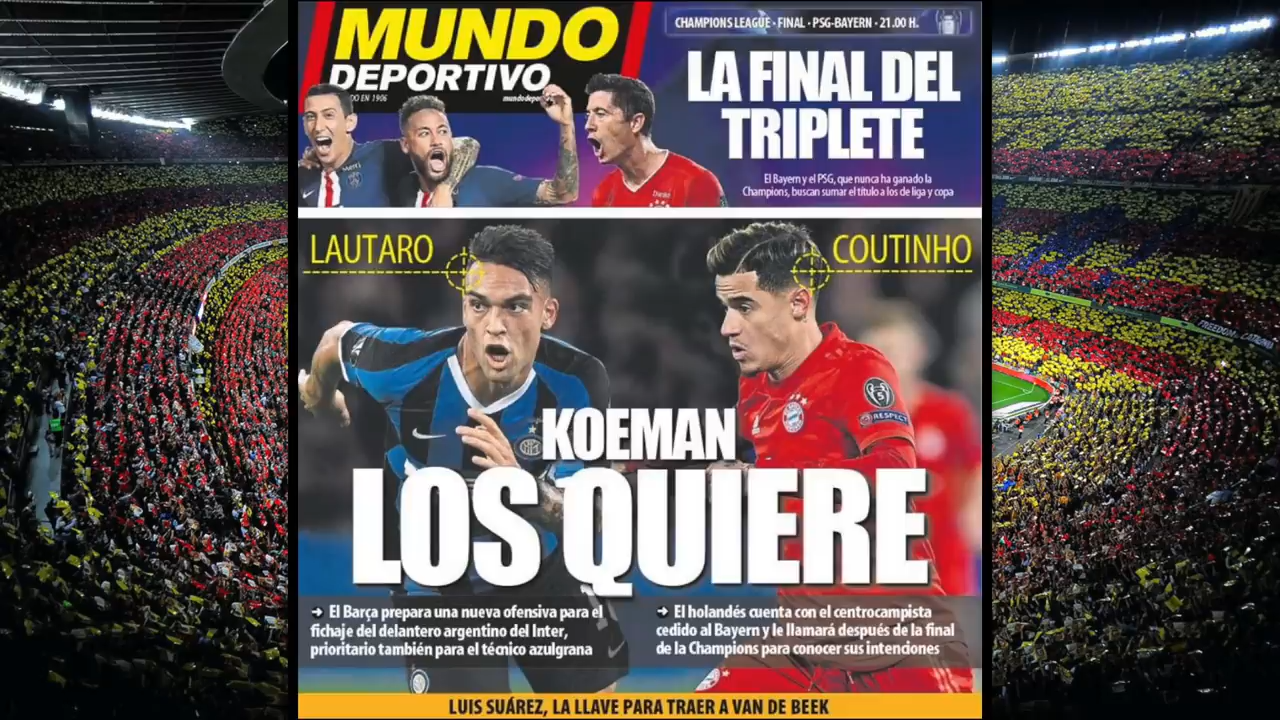 MUNDO
DEPORTIVO
DO EN 1906
CHAMPIONS LEAGUE · FINAL · PSG-BAYERN · 21.00 H.
LA FINAL DEL
TRIPLETE
El Bayern y el PSG, que nunca ha ganado la
Champions, buscan sumar el título a los de liga y copa
LAUTARO
COUTINHO
RESPECT
KOEMAN
LOS QUIERE
➔ El Barça prepara una nueva ofensiva para el
fichaje del delantero argentino del Inter,
prioritario también para el técnico azulgrana
➔ El holandés cuenta con el centrocampista
cedido al Bayern y le llamará después de la final
de la Champions para conocer sus intenciones
LUIS SUÁREZ, LA LLAVE PARA TRAER A VAN DE BEEK